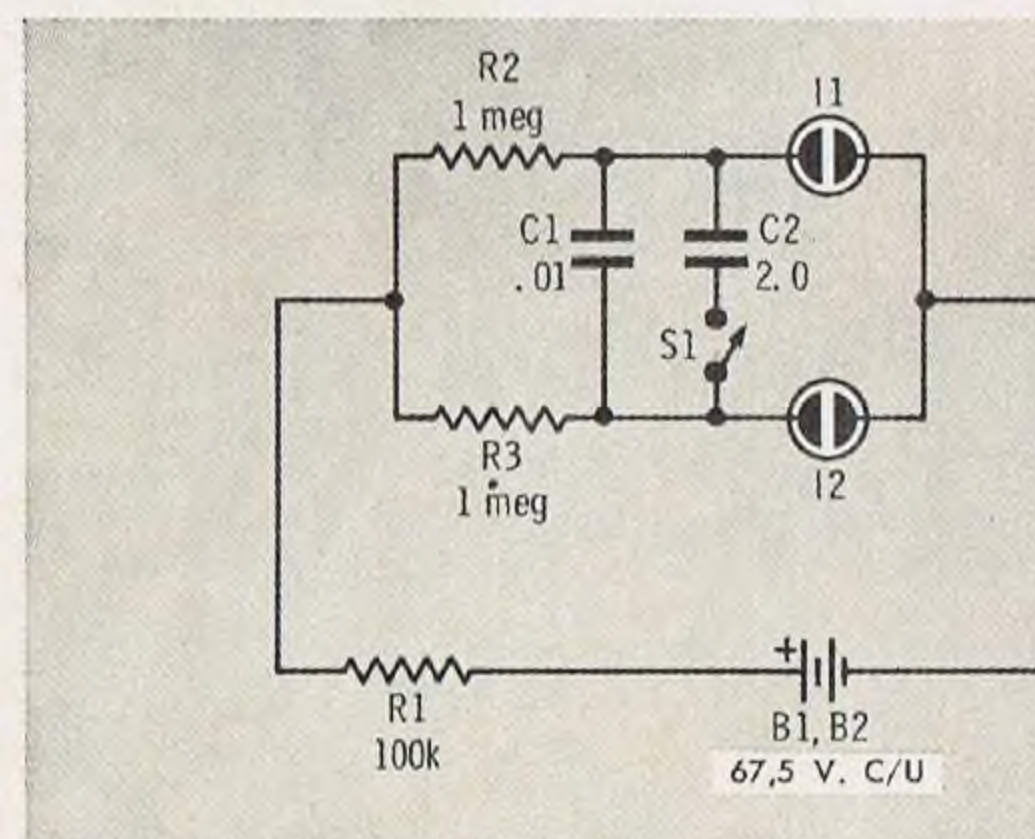 R2
1 meg
I1
C1
.01
C2
2.0
S1
R3
1 meg
I2
+
R1
100k
B1, B2
67,5 V. C/U